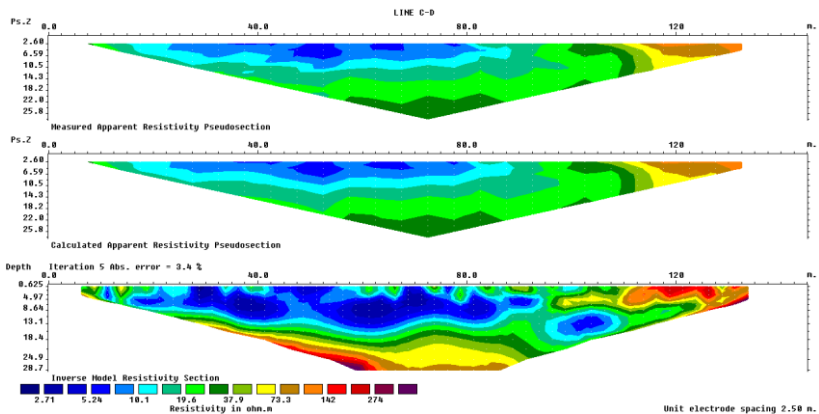 LINE C-D
Ps.Z 0.0 40.0 80.0 120 m.
2.60
6.59
10.5
14.3
18.2
22.0
25.8
Measured Apparent Resistivity Pseudosection
Ps.Z 0.0 40.0 80.0 120 m.
2.60
6.59
10.5
14.3
18.2
22.0
25.8
Calculated Apparent Resistivity Pseudosection
Depth Iteration 5 Abs. error = 3.4 %
0.0 40.0 80.0 120 m.
0.625
4.97
8.64
13.1
18.4
24.9
28.7
Inverse Model Resistivity Section
2.71 5.24 10.1 19.6 37.9 73.3 142 274
Resistivity in ohm.m
Unit electrode spacing 2.50 m.